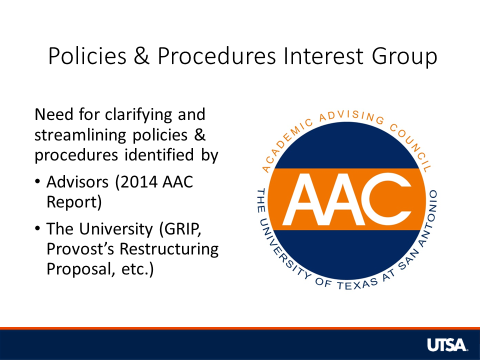 Policies & Procedures Interest Group
Need for clarifying and
streamlining policies &
procedures identified by
• Advisors (2014 AAC
Report)
• The University (GRIP,
Provost's Restructuring
Proposal, etc.)
ACADEMIC ADVISING COUNCIL
AAC
THE UNIVERSITY OF TEXAS AT SAN ANTONIO
UTSA